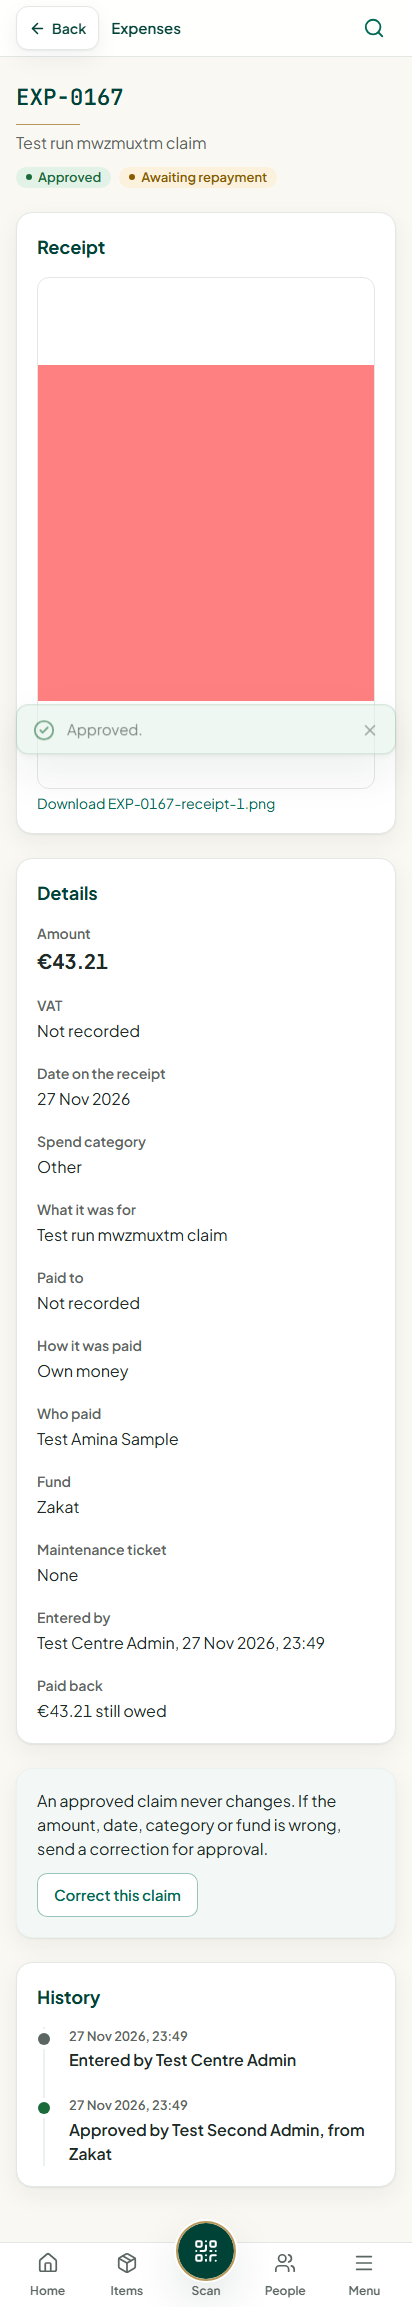 Back
Expenses
EXP-0167
Test run mwzmuxtm claim
Approved
Awaiting repayment
Receipt
Approved.
Download EXP-0167-receipt-1.png
Details
Amount
€43.21
VAT
Not recorded
Date on the receipt
27 Nov 2026
Spend category
Other
What it was for
Test run mwzmuxtm claim
Paid to
Not recorded
How it was paid
Own money
Who paid
Test Amina Sample
Fund
Zakat
Maintenance ticket
None
Entered by
Test Centre Admin, 27 Nov 2026, 23:49
Paid back
€43.21 still owed
An approved claim never changes. If the
amount, date, category or fund is wrong,
send a correction for approval.
Correct this claim
History
27 Nov 2026, 23:49
Entered by Test Centre Admin
27 Nov 2026, 23:49
Approved by Test Second Admin, from
Zakat
Home
Items
Scan
People
Menu